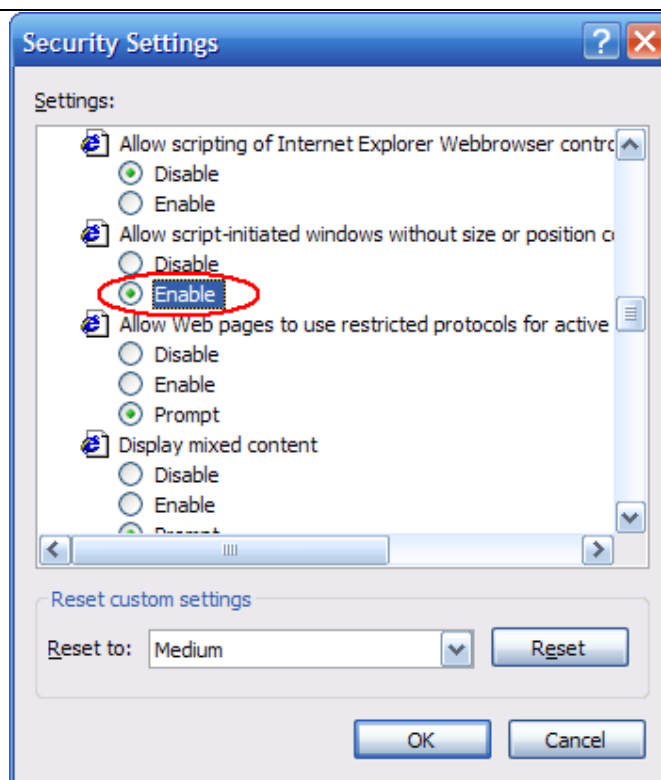 Security Settings
Settings:
Allow scripting of Internet Explorer Webbrowser contro
Disable
Enable
Allow script-initiated windows without size or position co
Disable
Enable
Allow Web pages to use restricted protocols for active
Disable
Enable
Prompt
Display mixed content
Disable
Enable
Prompt
Reset custom settings
Reset to: Medium Reset
OK Cancel